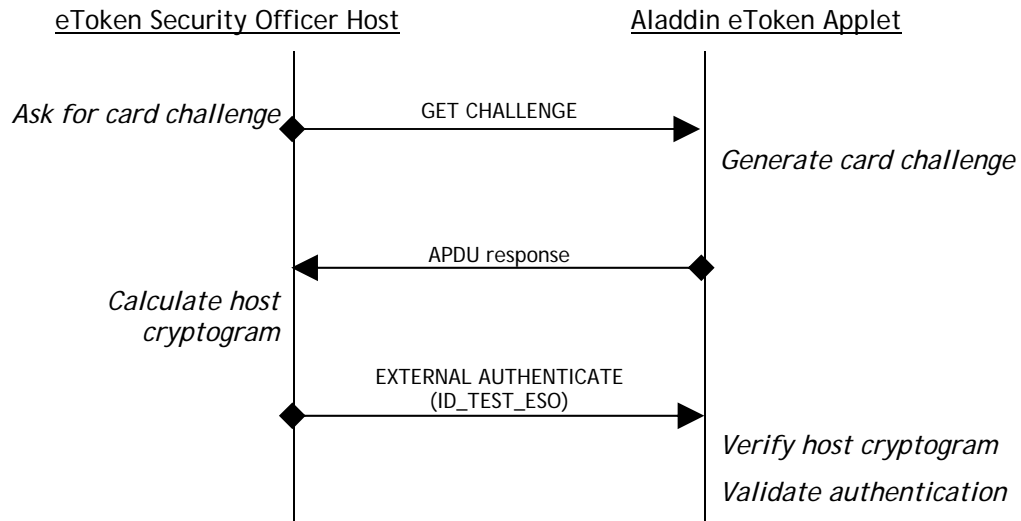 eToken Security Officer Host
Aladdin eToken Applet
Ask for card challenge
GET CHALLENGE
Generate card challenge
APDU response
Calculate host
cryptogram
EXTERNAL AUTHENTICATE
(ID_TEST_ESO)
Verify host cryptogram
Validate authentication